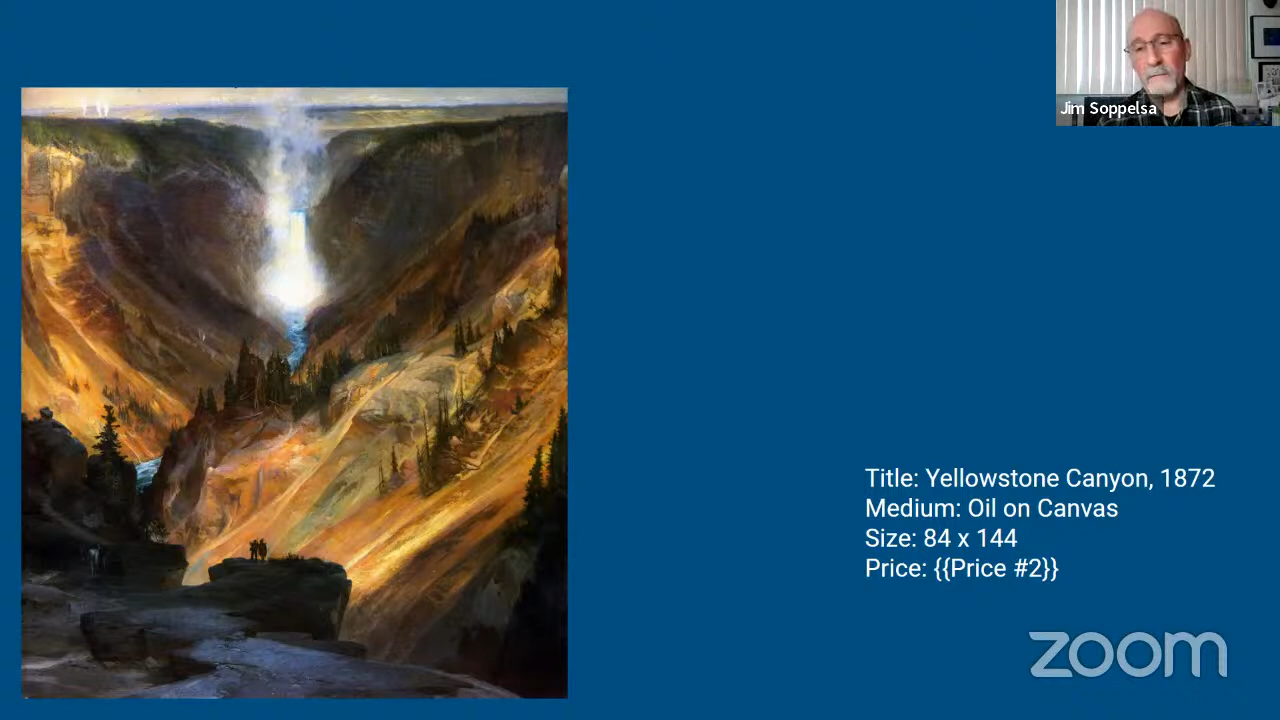 Jim Soppelsa
Title: Yellowstone Canyon, 1872
Medium: Oil on Canvas
Size: 84 x 144
Price: {{Price #2}}
zoom